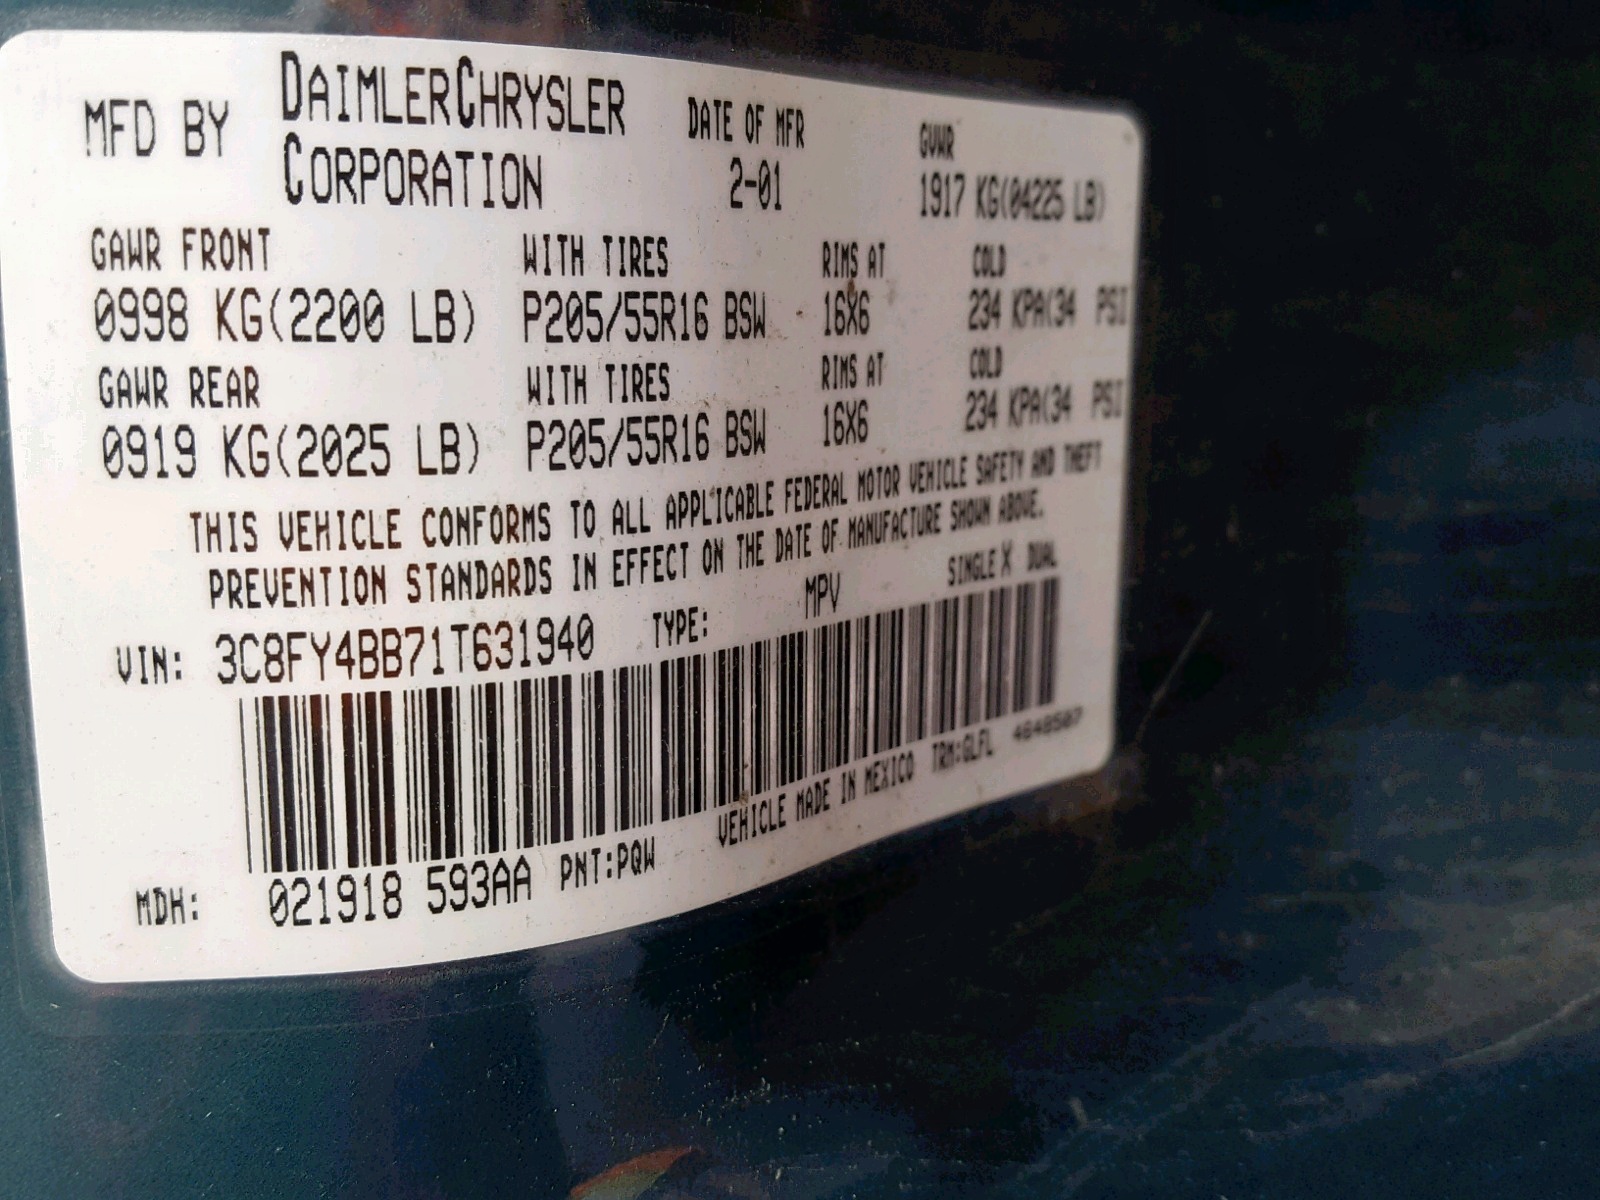 MFD BY DAIMLERCHRYSLER CORPORATION DATE OF MFR 2-01 GVWR 1917 KG(04225 LB)
GAWR FRONT WITH TIRES RIMS AT COLD
0998 KG(2200 LB) P205/55R16 BSW 16X6 234 KPA(34 PSI
GAWR REAR WITH TIRES RIMS AT COLD
0919 KG(2025 LB) P205/55R16 BSW 16X6 234 KPA(34 PSI
THIS VEHICLE CONFORMS TO ALL APPLICABLE FEDERAL MOTOR VEHICLE SAFETY AND THEFT
PREVENTION STANDARDS IN EFFECT ON THE DATE OF MANUFACTURE SHOWN ABOVE.
VIN: 3C8FY4BB71T631940 TYPE: MPV SINGLE X DUAL
MDH: 021918 593AA PNT:PQW VEHICLE MADE IN MEXICO TRM:GLFL 4648507